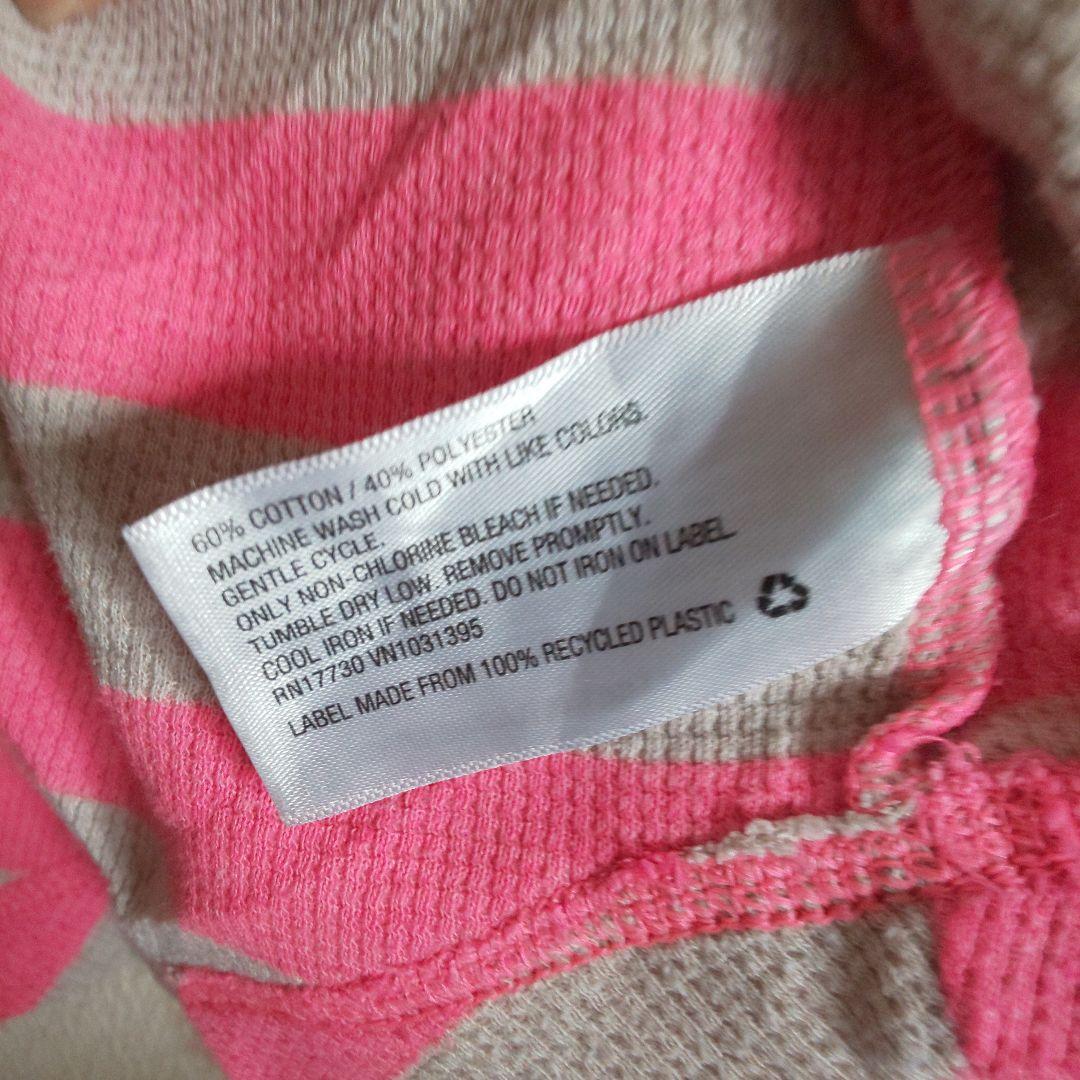 60% COTTON / 40% POLYESTER
MACHINE WASH COLD WITH LIKE COLORS.
GENTLE CYCLE.
ONLY NON-CHLORINE BLEACH IF NEEDED.
TUMBLE DRY LOW. REMOVE PROMPTLY.
COOL IRON IF NEEDED. DO NOT IRON ON LABEL
RN17730 VN1031395
LABEL MADE FROM 100% RECYCLED PLASTIC